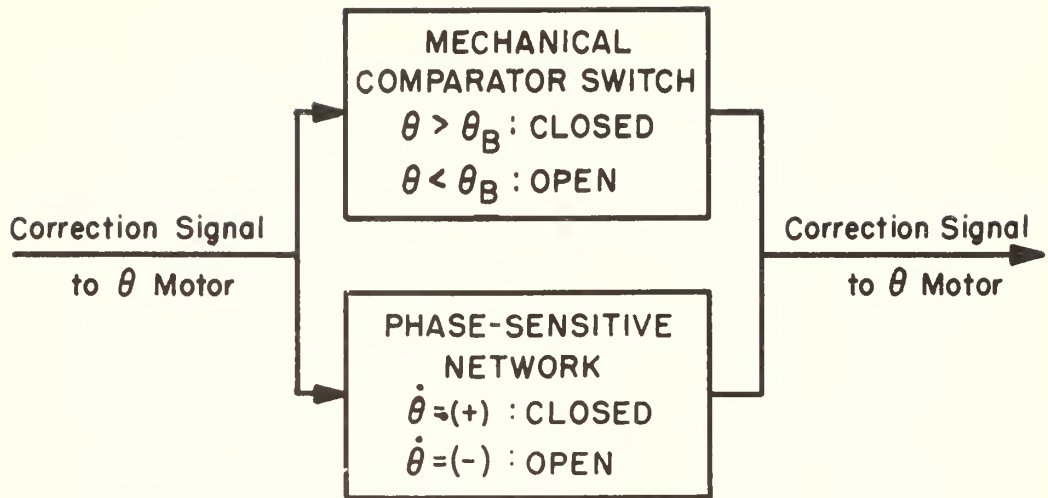 MECHANICAL
COMPARATOR SWITCH
θ > θB : CLOSED
θ < θB : OPEN
Correction Signal
to θ Motor
Correction Signal
to θ Motor
PHASE-SENSITIVE
NETWORK
θ̇ =(+) : CLOSED
θ̇ =(-) : OPEN